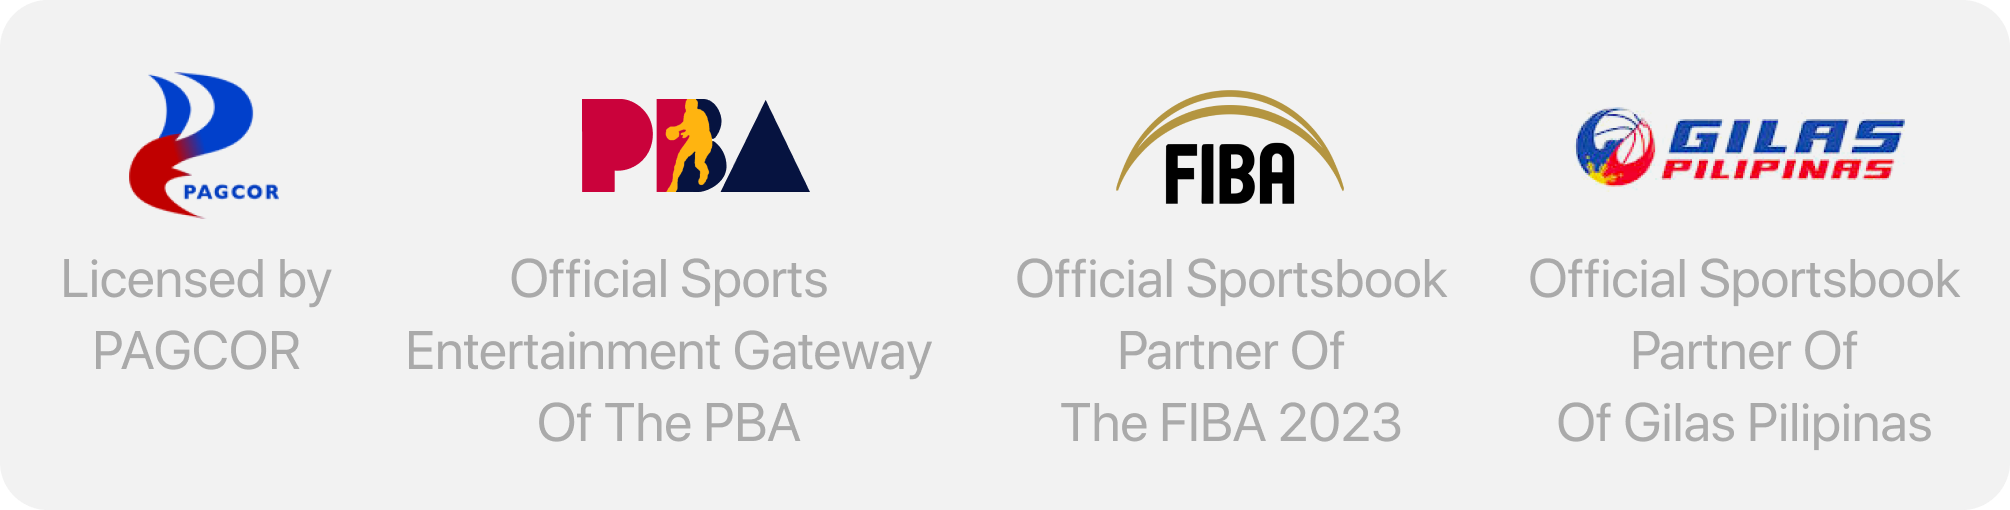 PAGCOR
Licensed by
PAGCOR
PBA
Official Sports
Entertainment Gateway
Of The PBA
FIBA
Official Sportsbook
Partner Of
The FIBA 2023
GILAS
PILIPINAS
Official Sportsbook
Partner Of
Of Gilas Pilipinas